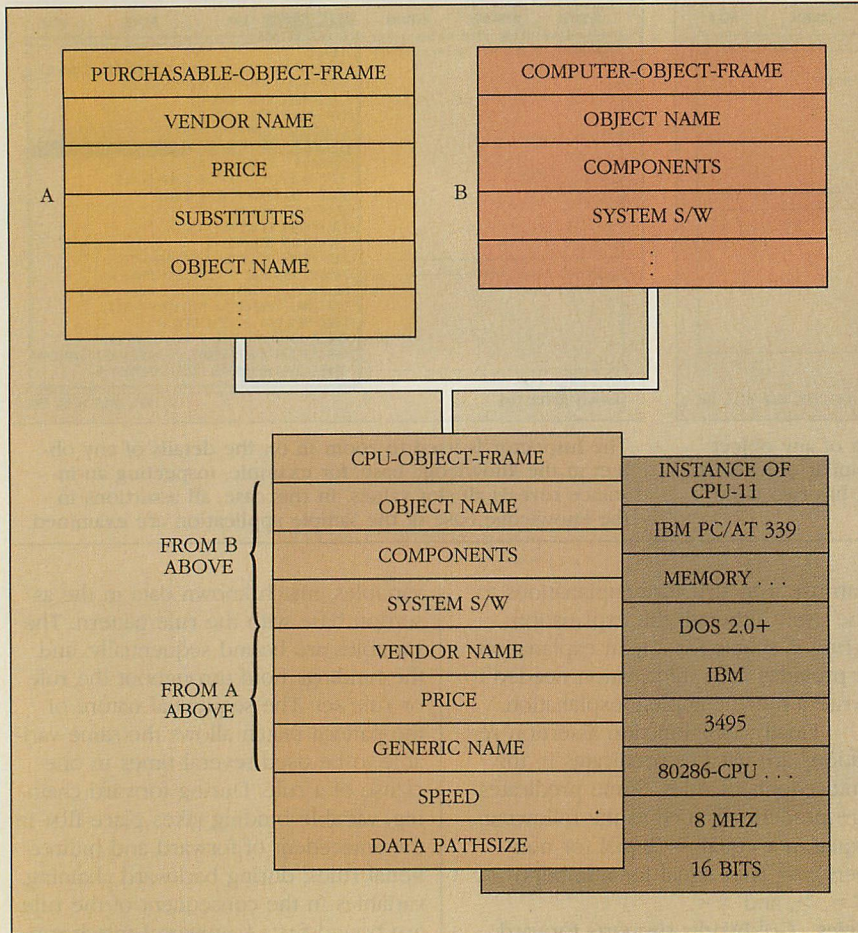 PURCHASABLE-OBJECT-FRAME
VENDOR NAME
PRICE
SUBSTITUTES
OBJECT NAME
⋮
A
COMPUTER-OBJECT-FRAME
OBJECT NAME
COMPONENTS
SYSTEM S/W
⋮
B
CPU-OBJECT-FRAME
OBJECT NAME
COMPONENTS
SYSTEM S/W
VENDOR NAME
PRICE
GENERIC NAME
SPEED
DATA PATHSIZE
FROM B
ABOVE
FROM A
ABOVE
INSTANCE OF
CPU-11
IBM PC/AT 339
MEMORY . . .
DOS 2.0+
IBM
3495
80286-CPU . . .
8 MHZ
16 BITS